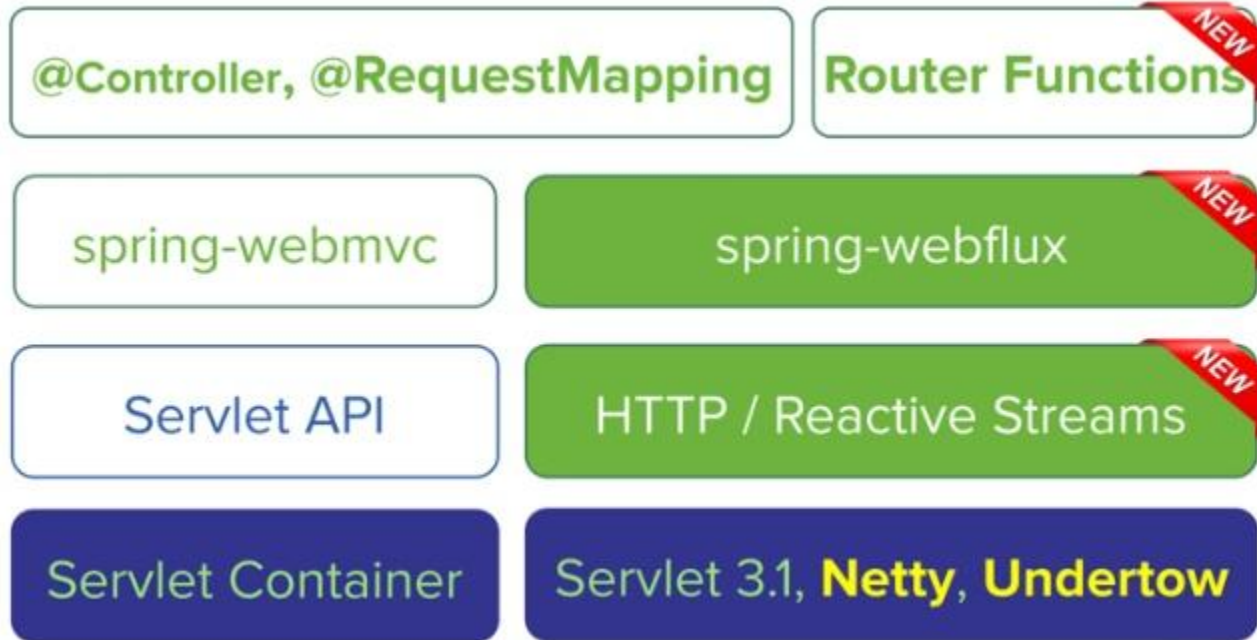 @Controller, @RequestMapping
Router Functions
NEW
spring-webmvc
spring-webflux
NEW
Servlet API
HTTP / Reactive Streams
NEW
Servlet Container
Servlet 3.1, Netty, Undertow